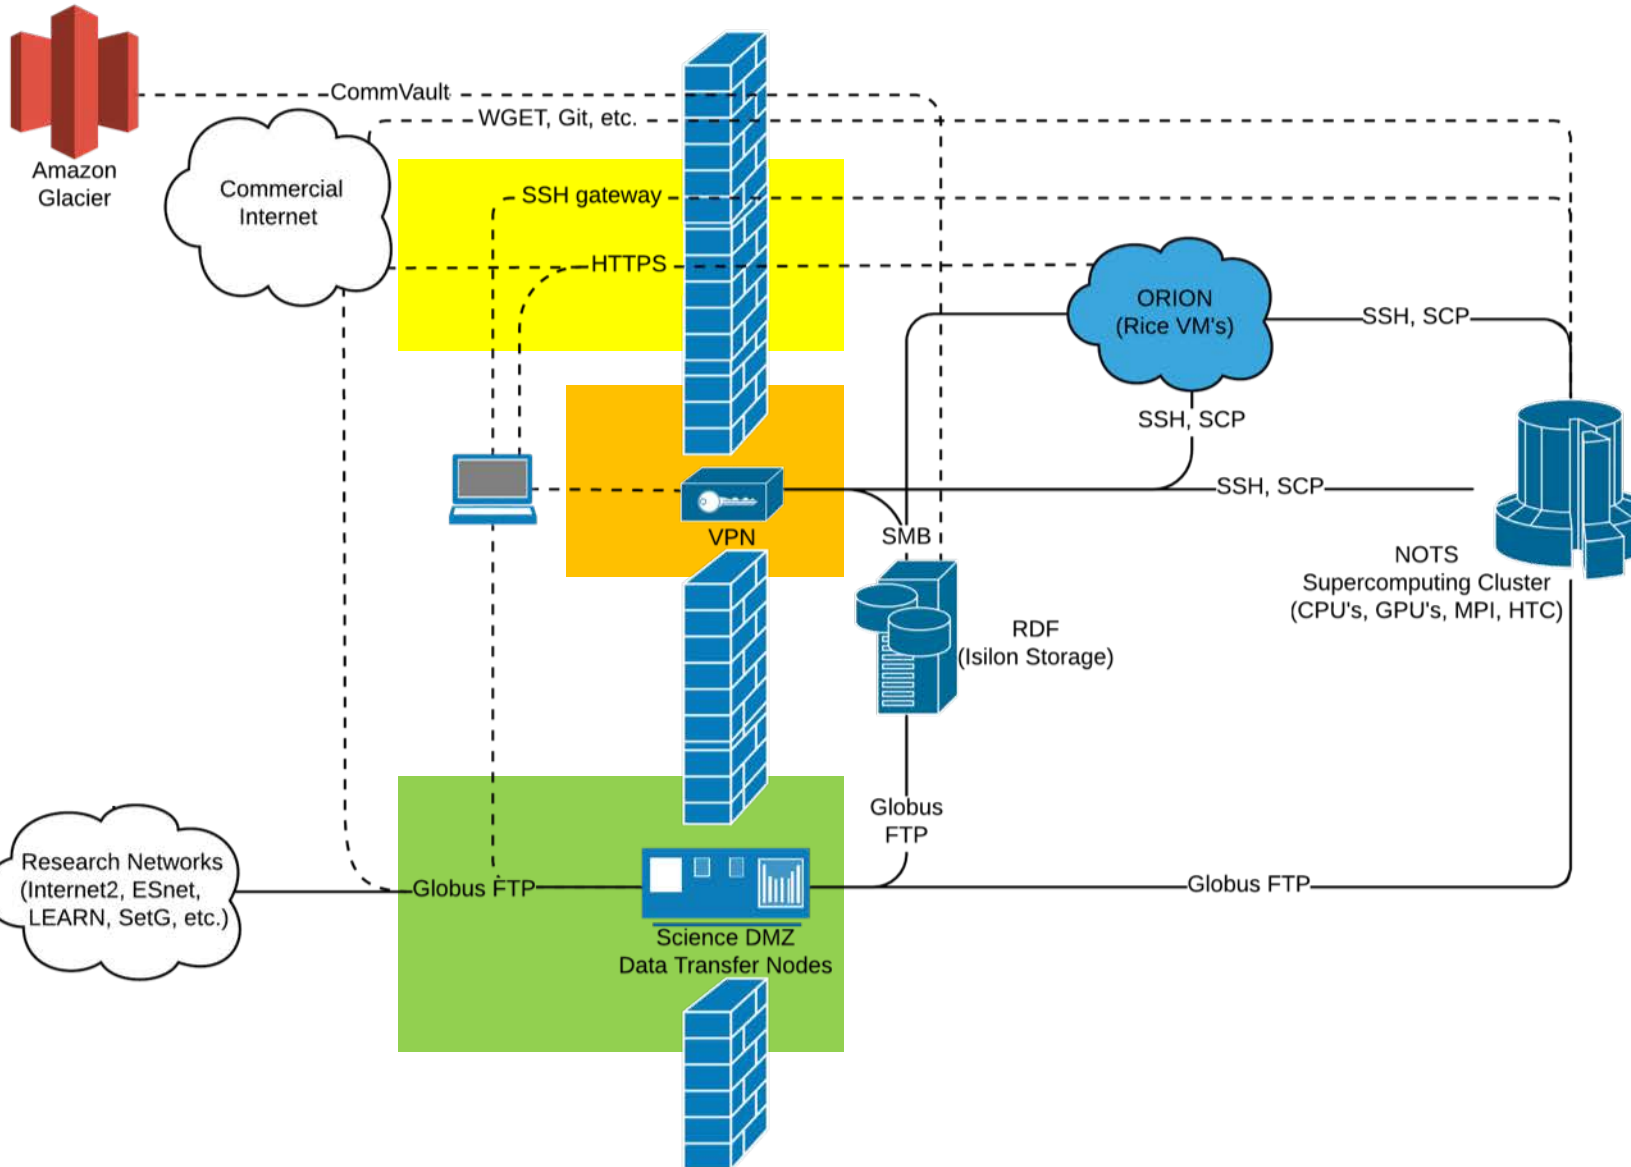 CommVault
WGET, Git, etc.
Amazon
Glacier
Commercial
Internet
SSH gateway
HTTPS
ORION
(Rice VM's)
SSH, SCP
SSH, SCP
SSH, SCP
VPN
SMB
NOTS
Supercomputing Cluster
(CPU's, GPU's, MPI, HTC)
RDF
(Isilon Storage)
Globus
FTP
Research Networks
(Internet2, ESnet,
LEARN, SetG, etc.)
Globus FTP
Globus FTP
Science DMZ
Data Transfer Nodes